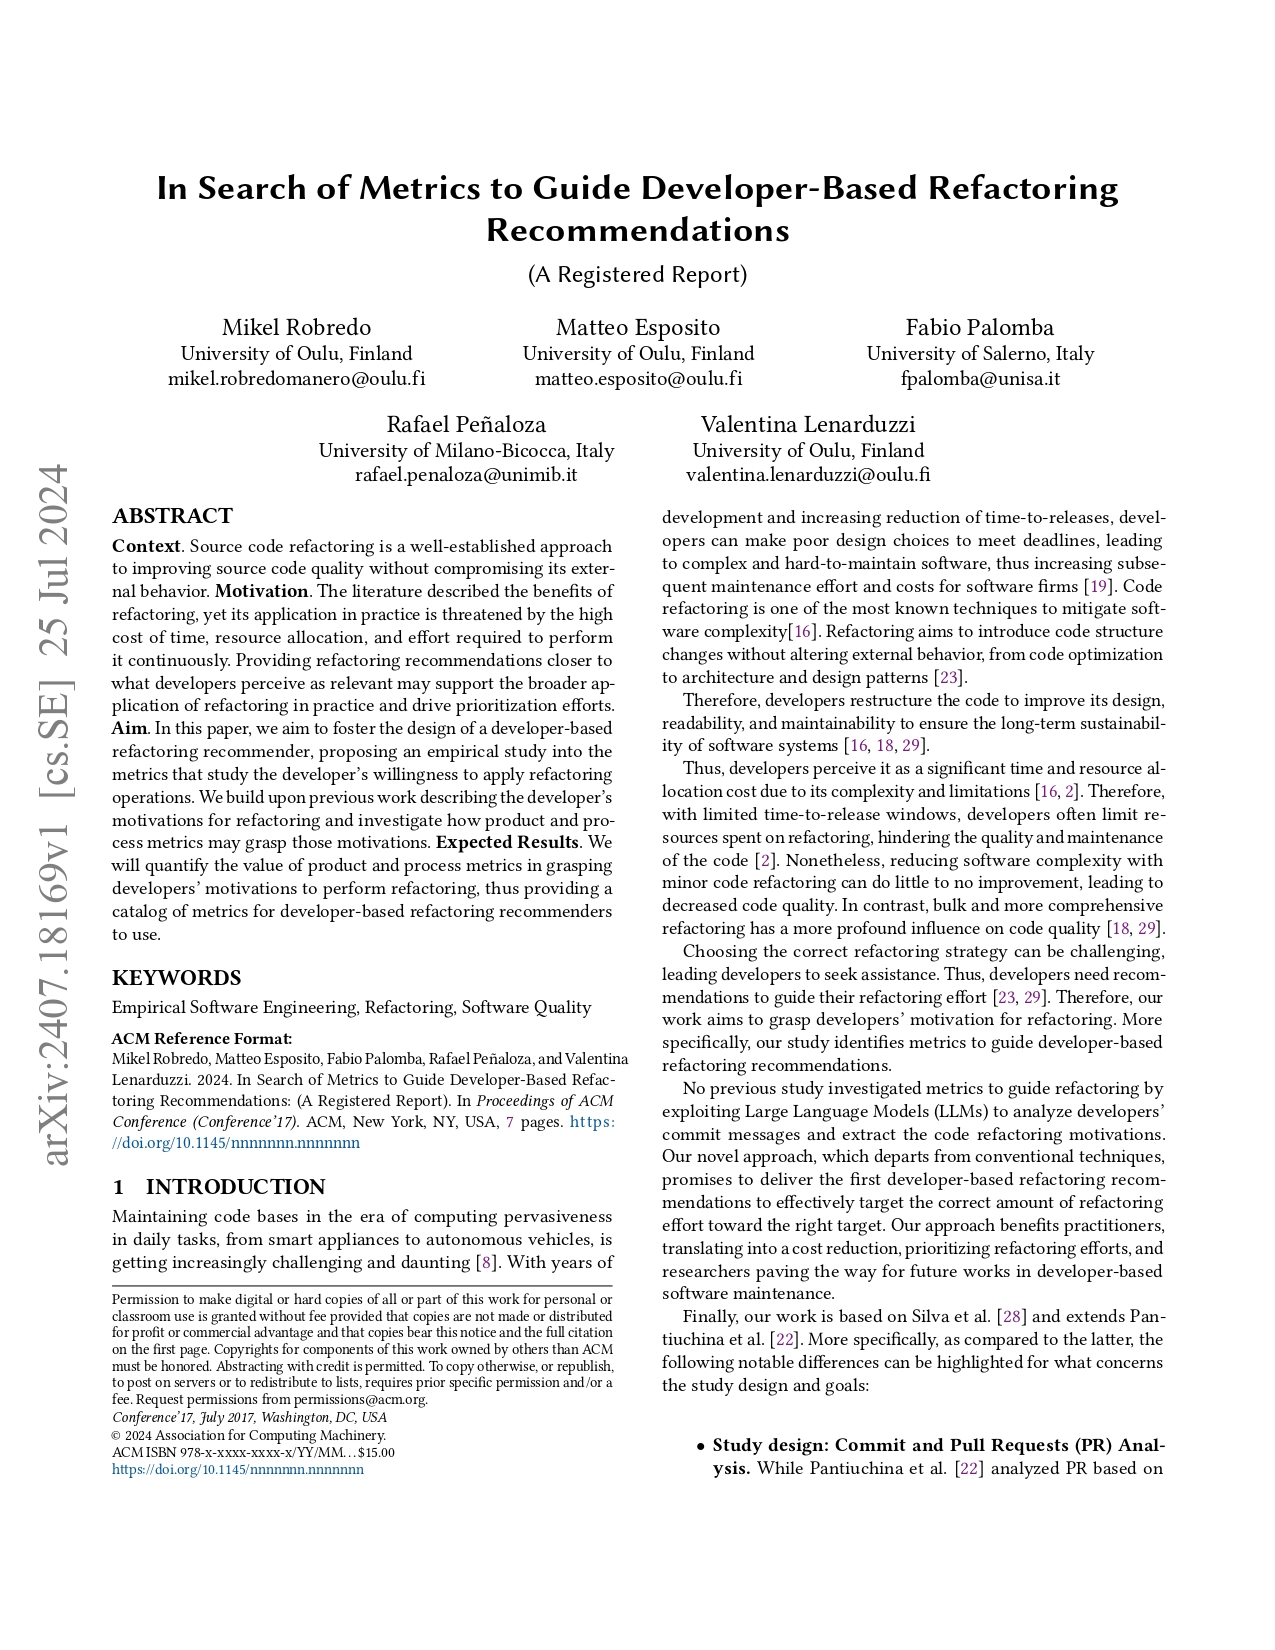 arXiv:2407.18169v1 [cs.SE] 25 Jul 2024
In Search of Metrics to Guide Developer-Based Refactoring
Recommendations
(A Registered Report)
Mikel Robredo
University of Oulu, Finland
mikel.robredomanero@oulu.fi
Matteo Esposito
University of Oulu, Finland
matteo.esposito@oulu.fi
Fabio Palomba
University of Salerno, Italy
fpalomba@unisa.it
Rafael Peñaloza
University of Milano-Bicocca, Italy
rafael.penaloza@unimib.it
Valentina Lenarduzzi
University of Oulu, Finland
valentina.lenarduzzi@oulu.fi
ABSTRACT
Context. Source code refactoring is a well-established approach
to improving source code quality without compromising its exter-
nal behavior. Motivation. The literature described the benefits of
refactoring, yet its application in practice is threatened by the high
cost of time, resource allocation, and effort required to perform
it continuously. Providing refactoring recommendations closer to
what developers perceive as relevant may support the broader ap-
plication of refactoring in practice and drive prioritization efforts.
Aim. In this paper, we aim to foster the design of a developer-based
refactoring recommender, proposing an empirical study into the
metrics that study the developer's willingness to apply refactoring
operations. We build upon previous work describing the developer's
motivations for refactoring and investigate how product and pro-
cess metrics may grasp those motivations. Expected Results. We
will quantify the value of product and process metrics in grasping
developers' motivations to perform refactoring, thus providing a
catalog of metrics for developer-based refactoring recommenders
to use.
KEYWORDS
Empirical Software Engineering, Refactoring, Software Quality
ACM Reference Format:
Mikel Robredo, Matteo Esposito, Fabio Palomba, Rafael Peñaloza, and Valentina
Lenarduzzi. 2024. In Search of Metrics to Guide Developer-Based Refac-
toring Recommendations: (A Registered Report). In Proceedings of ACM
Conference (Conference'17). ACM, New York, NY, USA, 7 pages. https:
//doi.org/10.1145/nnnnnnn.nnnnnnn
1 INTRODUCTION
Maintaining code bases in the era of computing pervasiveness
in daily tasks, from smart appliances to autonomous vehicles, is
getting increasingly challenging and daunting [8]. With years of
Permission to make digital or hard copies of all or part of this work for personal or
classroom use is granted without fee provided that copies are not made or distributed
for profit or commercial advantage and that copies bear this notice and the full citation
on the first page. Copyrights for components of this work owned by others than ACM
must be honored. Abstracting with credit is permitted. To copy otherwise, or republish,
to post on servers or to redistribute to lists, requires prior specific permission and/or a
fee. Request permissions from permissions@acm.org.
Conference'17, July 2017, Washington, DC, USA
© 2024 Association for Computing Machinery.
ACM ISBN 978-x-xxxx-xxxx-x/YY/MM...$15.00
https://doi.org/10.1145/nnnnnnn.nnnnnnn
development and increasing reduction of time-to-releases, devel-
opers can make poor design choices to meet deadlines, leading
to complex and hard-to-maintain software, thus increasing subse-
quent maintenance effort and costs for software firms [19]. Code
refactoring is one of the most known techniques to mitigate soft-
ware complexity[16]. Refactoring aims to introduce code structure
changes without altering external behavior, from code optimization
to architecture and design patterns [23].
Therefore, developers restructure the code to improve its design,
readability, and maintainability to ensure the long-term sustainabil-
ity of software systems [16, 18, 29].
Thus, developers perceive it as a significant time and resource al-
location cost due to its complexity and limitations [16, 2]. Therefore,
with limited time-to-release windows, developers often limit re-
sources spent on refactoring, hindering the quality and maintenance
of the code [2]. Nonetheless, reducing software complexity with
minor code refactoring can do little to no improvement, leading to
decreased code quality. In contrast, bulk and more comprehensive
refactoring has a more profound influence on code quality [18, 29].
Choosing the correct refactoring strategy can be challenging,
leading developers to seek assistance. Thus, developers need recom-
mendations to guide their refactoring effort [23, 29]. Therefore, our
work aims to grasp developers' motivation for refactoring. More
specifically, our study identifies metrics to guide developer-based
refactoring recommendations.
No previous study investigated metrics to guide refactoring by
exploiting Large Language Models (LLMs) to analyze developers'
commit messages and extract the code refactoring motivations.
Our novel approach, which departs from conventional techniques,
promises to deliver the first developer-based refactoring recom-
mendations to effectively target the correct amount of refactoring
effort toward the right target. Our approach benefits practitioners,
translating into a cost reduction, prioritizing refactoring efforts, and
researchers paving the way for future works in developer-based
software maintenance.
Finally, our work is based on Silva et al. [28] and extends Pan-
tiuchina et al. [22]. More specifically, as compared to the latter, the
following notable differences can be highlighted for what concerns
the study design and goals:
• Study design: Commit and Pull Requests (PR) Anal-
ysis. While Pantiuchina et al. [22] analyzed PR based on